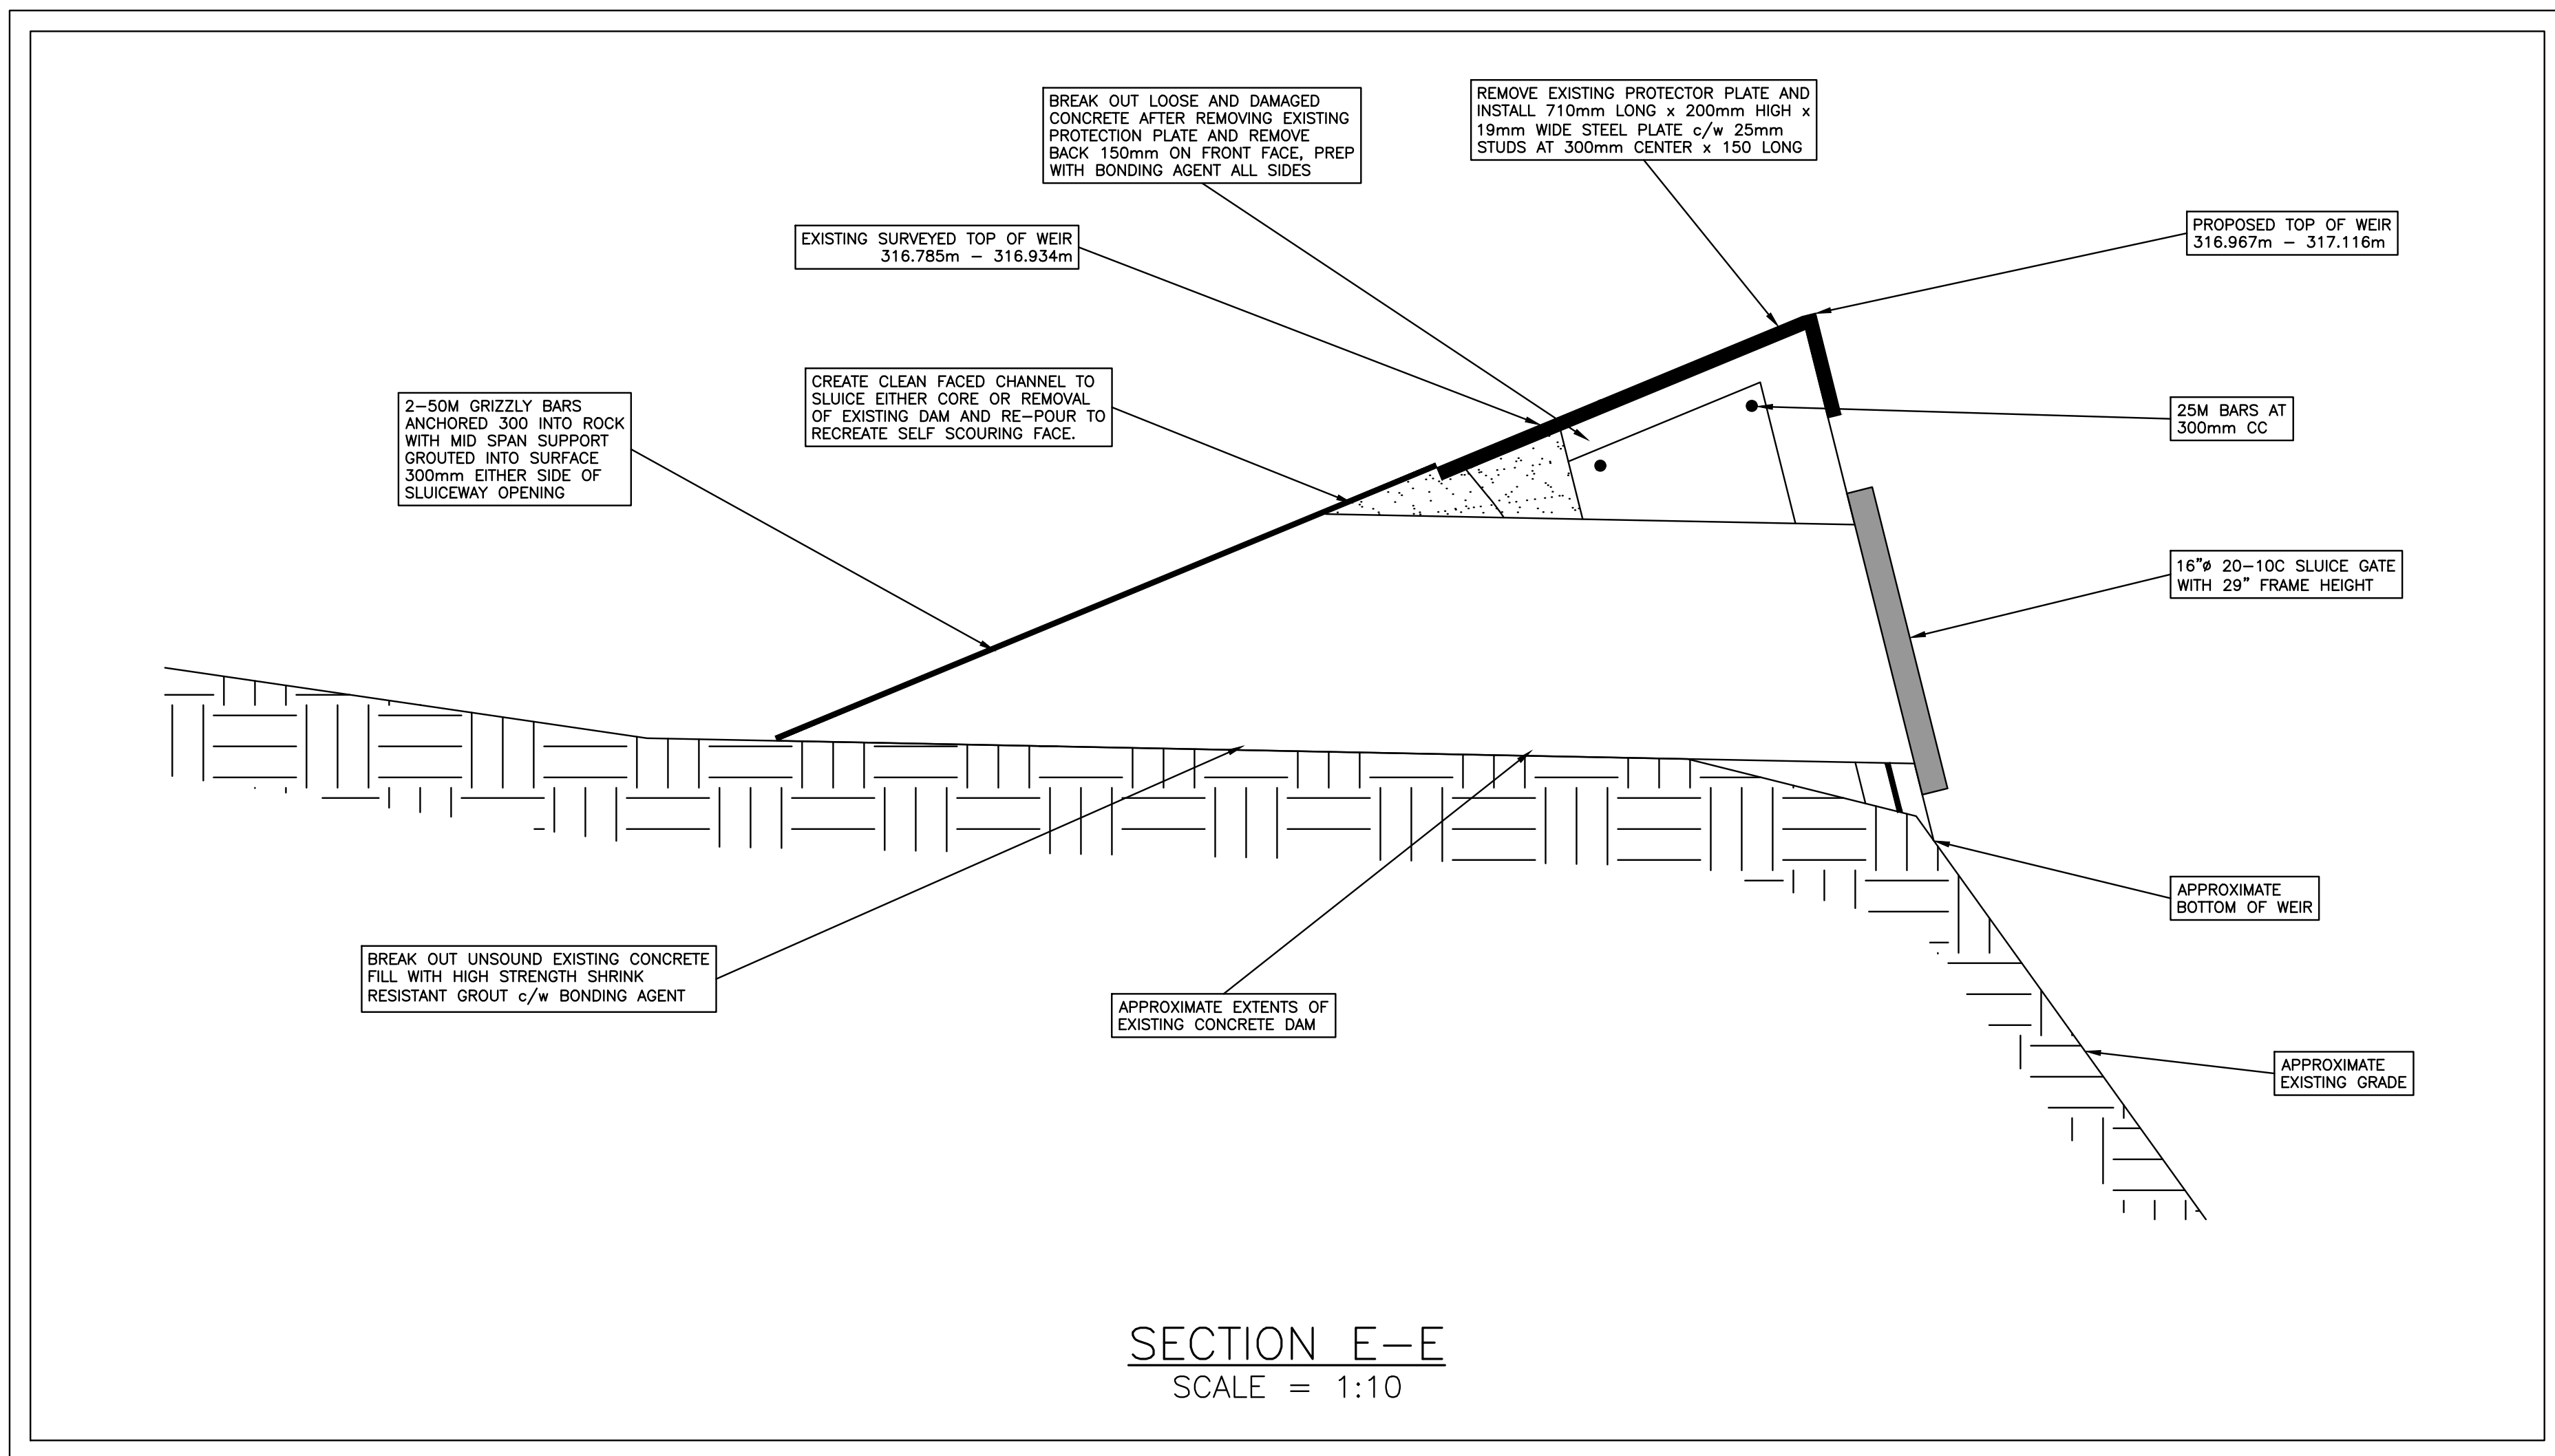 BREAK OUT LOOSE AND DAMAGED
CONCRETE AFTER REMOVING EXISTING
PROTECTION PLATE AND REMOVE
BACK 150mm ON FRONT FACE, PREP
WITH BONDING AGENT ALL SIDES
REMOVE EXISTING PROTECTOR PLATE AND
INSTALL 710mm LONG x 200mm HIGH x
19mm WIDE STEEL PLATE c/w 25mm
STUDS AT 300mm CENTER x 150 LONG
EXISTING SURVEYED TOP OF WEIR
316.785m – 316.934m
PROPOSED TOP OF WEIR
316.967m – 317.116m
CREATE CLEAN FACED CHANNEL TO
SLUICE EITHER CORE OR REMOVAL
OF EXISTING DAM AND RE-POUR TO
RECREATE SELF SCOURING FACE.
2-50M GRIZZLY BARS
ANCHORED 300 INTO ROCK
WITH MID SPAN SUPPORT
GROUTED INTO SURFACE
300mm EITHER SIDE OF
SLUICEWAY OPENING
25M BARS AT
300mm CC
16"ø 20-10C SLUICE GATE
WITH 29" FRAME HEIGHT
APPROXIMATE
BOTTOM OF WEIR
BREAK OUT UNSOUND EXISTING CONCRETE
FILL WITH HIGH STRENGTH SHRINK
RESISTANT GROUT c/w BONDING AGENT
APPROXIMATE EXTENTS OF
EXISTING CONCRETE DAM
APPROXIMATE
EXISTING GRADE
SECTION E-E
SCALE = 1:10